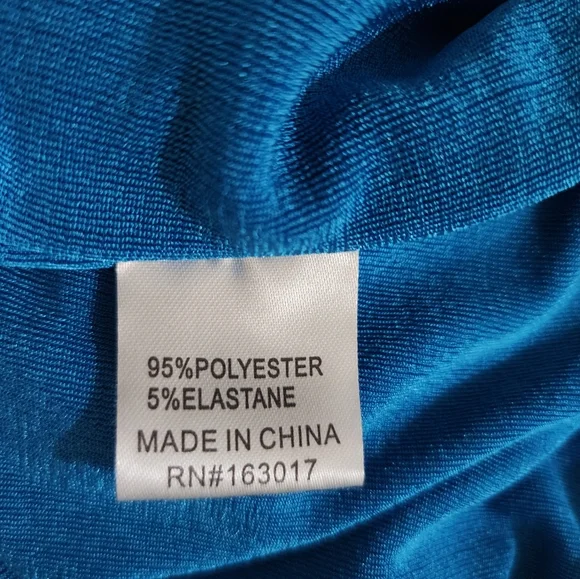 95%POLYESTER
5%ELASTANE
MADE IN CHINA
RN#163017